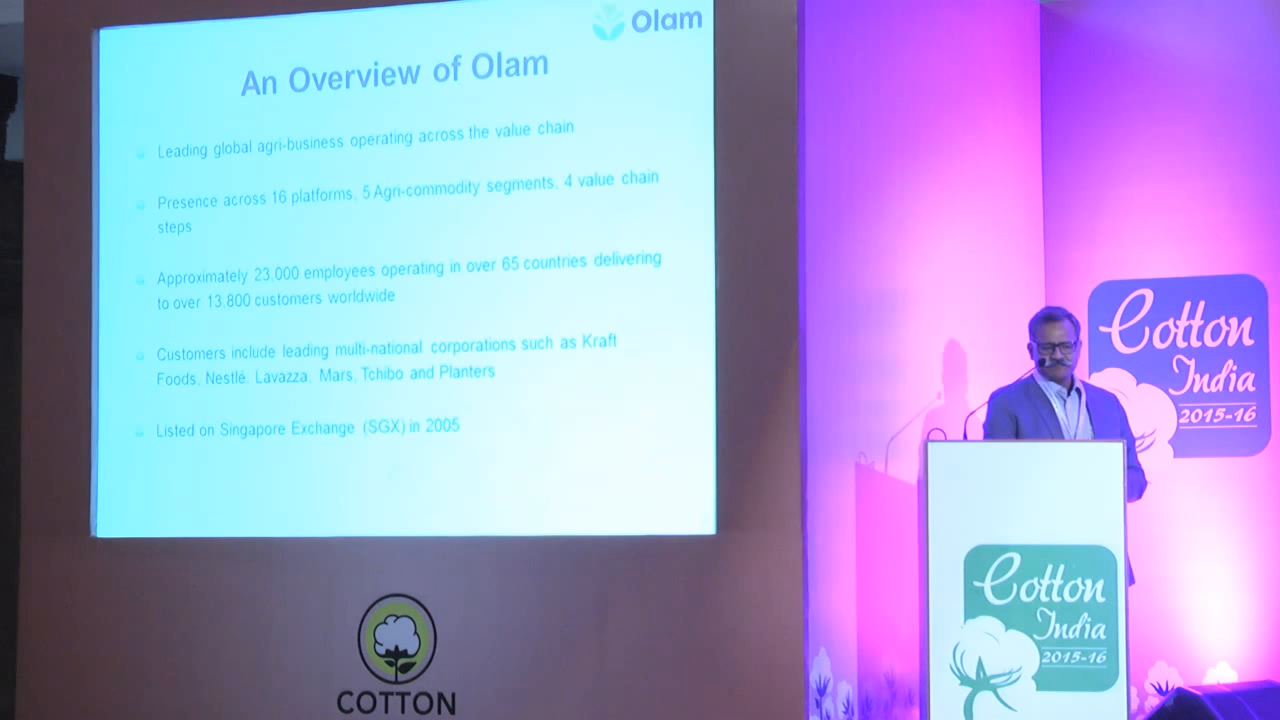 Olam
An Overview of Olam
Leading global agri-business operating across the value chain
Presence across 16 platforms, 5 Agri-commodity segments, 4 value chain
steps
Approximately 23,000 employees operating in over 65 countries delivering
to over 13,800 customers worldwide
Customers include leading multi-national corporations such as Kraft
Foods, Nestlé, Lavazza, Mars, Tchibo and Planters
Listed on Singapore Exchange (SGX) in 2005
COTTON
Cotton
India
2015-16
Cotton
India
2015-16